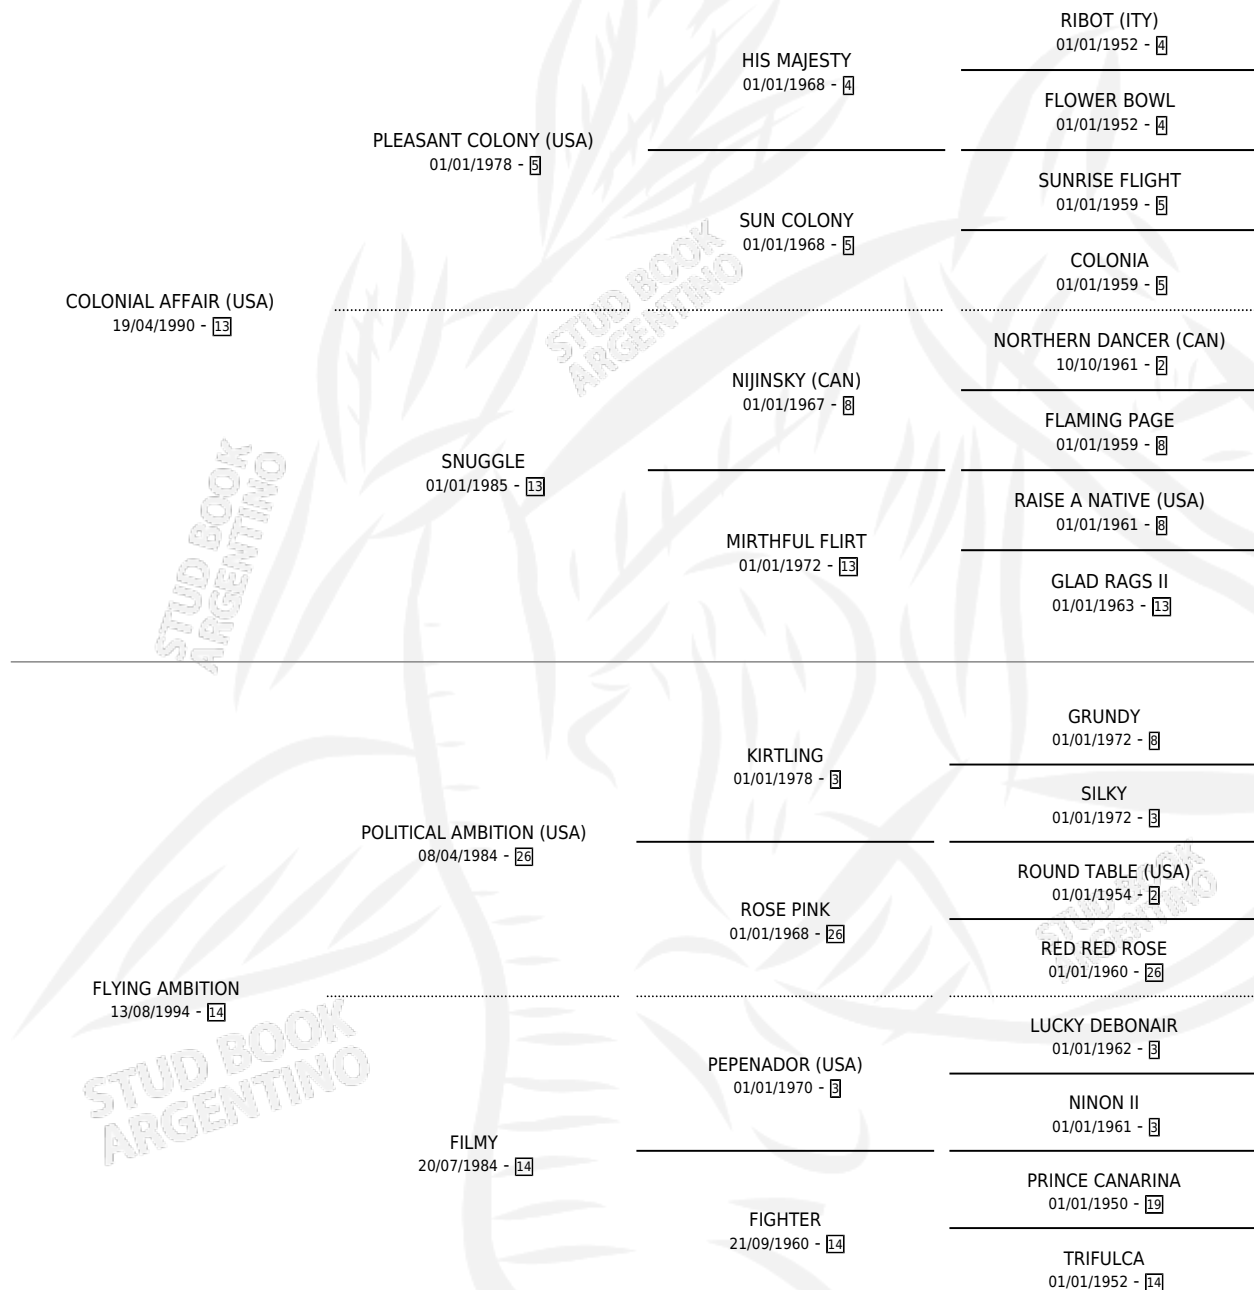 RIBOT (ITY)
01/01/1952 - 4
HIS MAJESTY
01/01/1968 - 4
FLOWER BOWL
01/01/1952 - 4
PLEASANT COLONY (USA)
01/01/1978 - 5
SUNRISE FLIGHT
01/01/1959 - 5
SUN COLONY
01/01/1968 - 5
COLONIA
01/01/1959 - 5
COLONIAL AFFAIR (USA)
19/04/1990 - 13
STUD BOOK
ARGENTINO
NORTHERN DANCER (CAN)
10/10/1961 - 2
NIJINSKY (CAN)
01/01/1967 - 8
FLAMING PAGE
01/01/1959 - 8
SNUGGLE
01/01/1985 - 13
RAISE A NATIVE (USA)
01/01/1961 - 8
MIRTHFUL FLIRT
01/01/1972 - 13
GLAD RAGS II
01/01/1963 - 13
STUD BOOK
ARGENTINO
GRUNDY
01/01/1972 - 8
KIRTLING
01/01/1978 - 3
SILKY
01/01/1972 - 3
POLITICAL AMBITION (USA)
08/04/1984 - 26
ROUND TABLE (USA)
01/01/1954 - 2
ROSE PINK
01/01/1968 - 26
RED RED ROSE
01/01/1960 - 26
STUD BOOK
ARGENTINO
FLYING AMBITION
13/08/1994 - 14
LUCKY DEBONAIR
01/01/1962 - 3
PEPENADOR (USA)
01/01/1970 - 3
NINON II
01/01/1961 - 3
STUD BOOK
ARGENTINO
FILMY
20/07/1984 - 14
PRINCE CANARINA
01/01/1950 - 19
FIGHTER
21/09/1960 - 14
TRIFULCA
01/01/1952 - 14